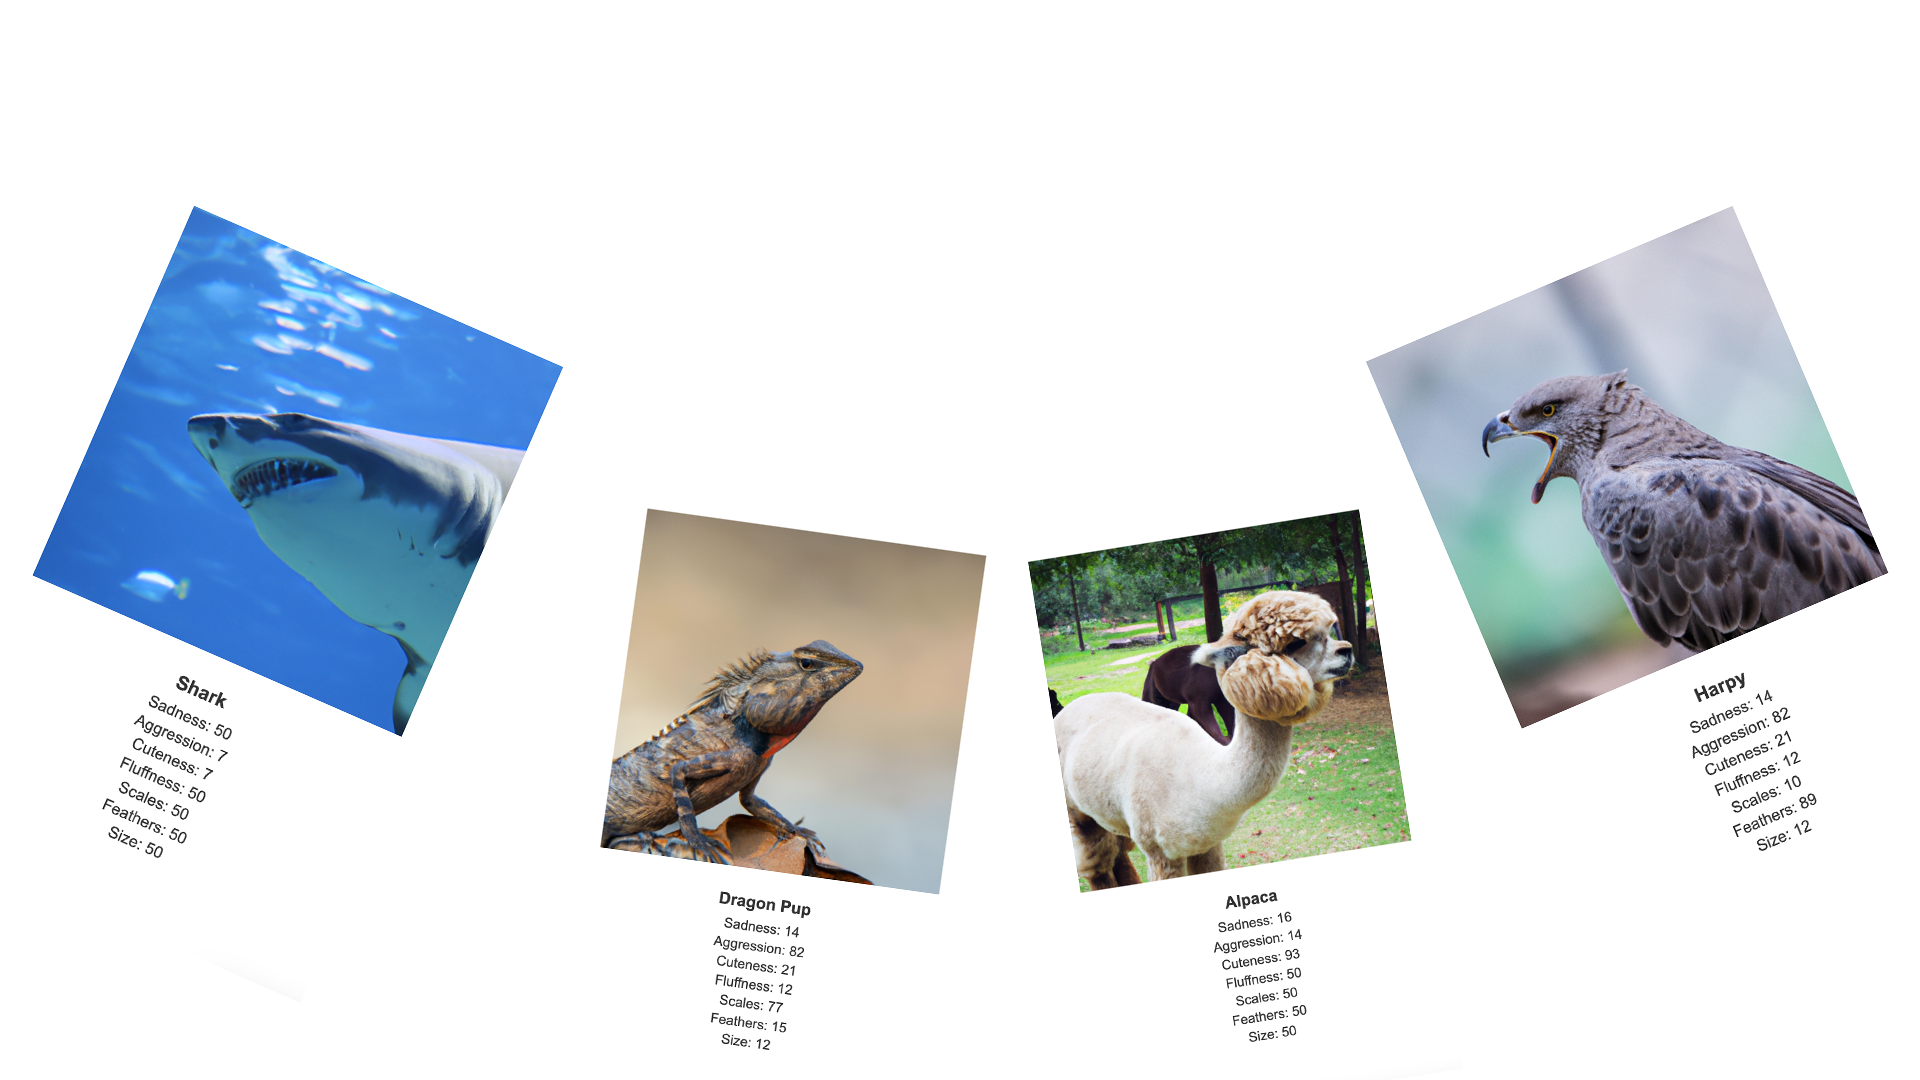 Shark
Sadness: 50
Aggression: 7
Cuteness: 7
Fluffness: 50
Scales: 50
Feathers: 50
Size: 50
Dragon Pup
Sadness: 14
Aggression: 82
Cuteness: 21
Fluffness: 12
Scales: 77
Feathers: 15
Size: 12
Alpaca
Sadness: 16
Aggression: 14
Cuteness: 93
Fluffness: 50
Scales: 50
Feathers: 50
Size: 50
Harpy
Sadness: 14
Aggression: 82
Cuteness: 21
Fluffness: 12
Scales: 10
Feathers: 89
Size: 12